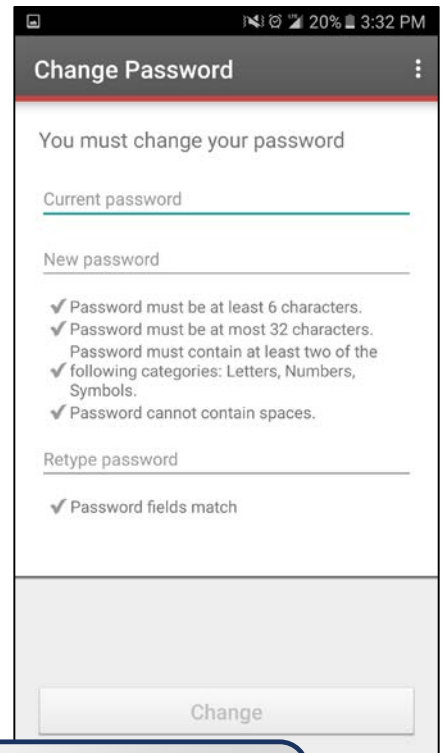 20% 3:32 PM
Change Password
You must change your password
Current password
New password
Password must be at least 6 characters.
Password must be at most 32 characters.
Password must contain at least two of the
following categories: Letters, Numbers,
Symbols.
Password cannot contain spaces.
Retype password
Password fields match
Change